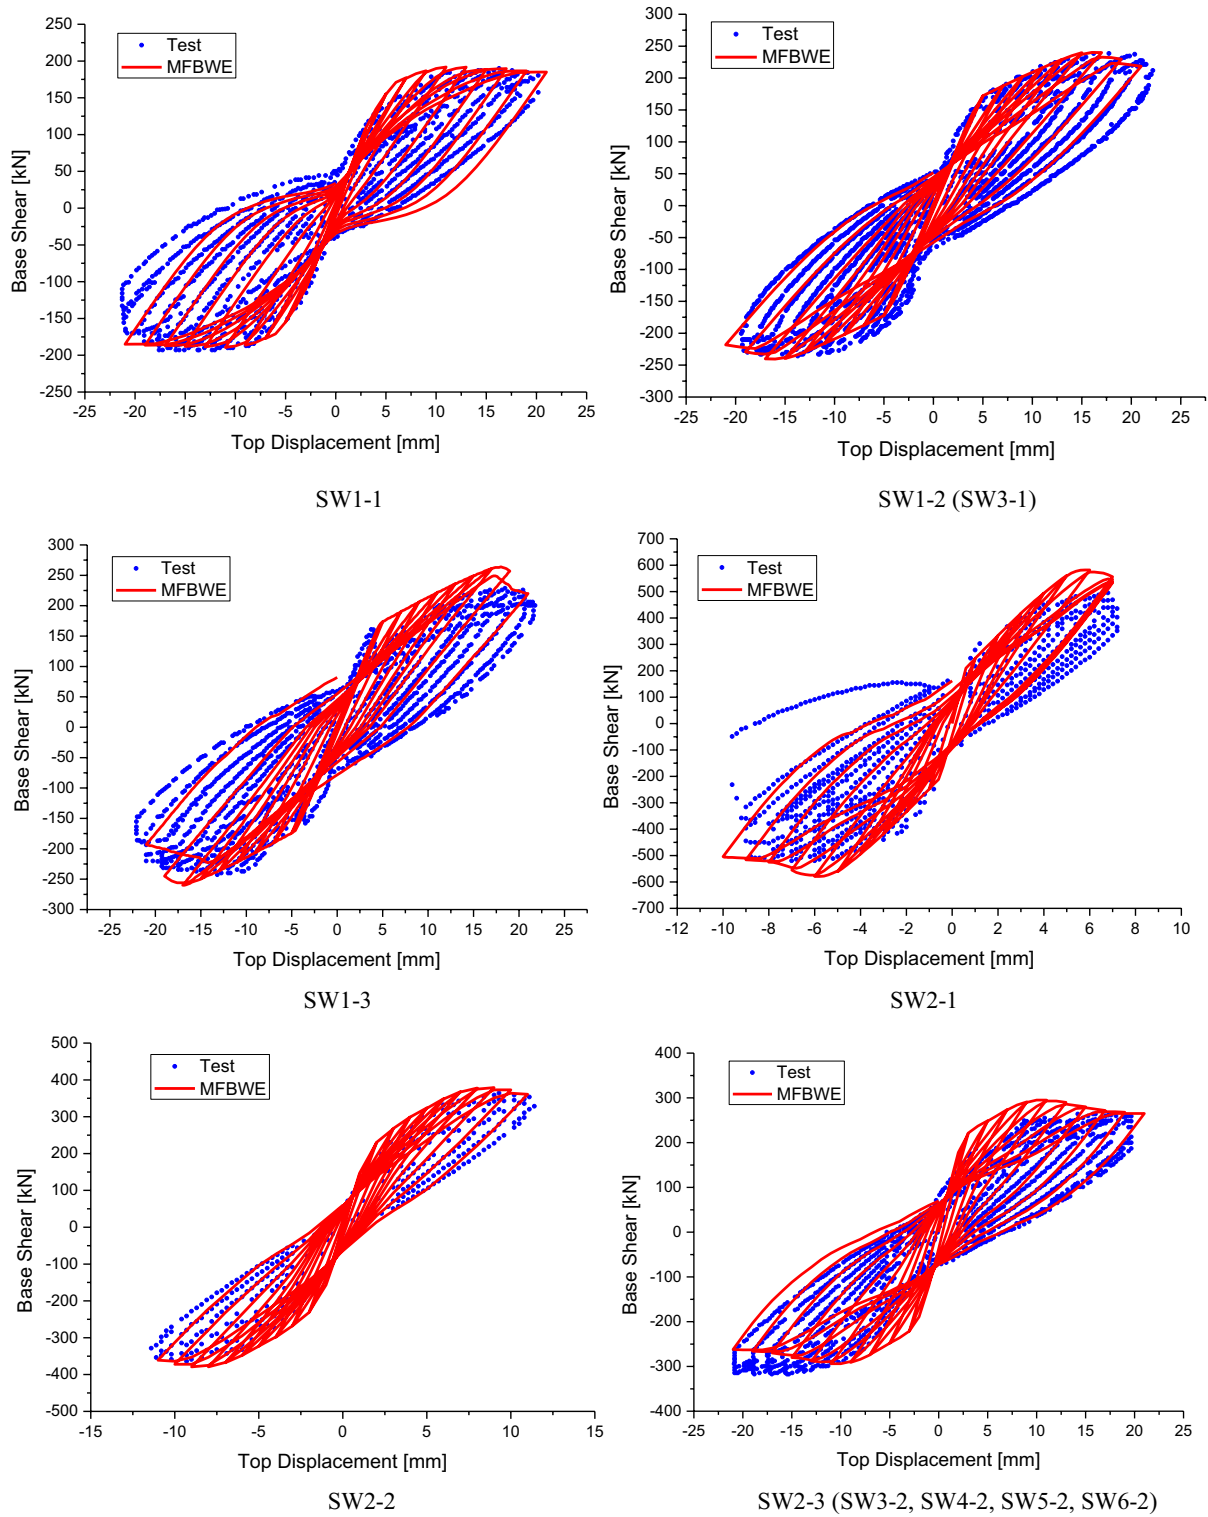 250
200
150
100
50
0
-50
-100
-150
-200
-250
-25 -20 -15 -10 -5 0 5 10 15 20 25
Base Shear [kN]
Top Displacement [mm]
Test
MFBWE
SW1-1
300
250
200
150
100
50
0
-50
-100
-150
-200
-250
-300
-25 -20 -15 -10 -5 0 5 10 15 20 25
Base Shear [kN]
Top Displacement [mm]
Test
MFBWE
SW1-2 (SW3-1)
300
250
200
150
100
50
0
-50
-100
-150
-200
-250
-300
-25 -20 -15 -10 -5 0 5 10 15 20 25
Base Shear [kN]
Top Displacement [mm]
Test
MFBWE
SW1-3
700
600
500
400
300
200
100
0
-100
-200
-300
-400
-500
-600
-700
-12 -10 -8 -6 -4 -2 0 2 4 6 8 10
Base Shear [kN]
Top Displacement [mm]
Test
MFBWE
SW2-1
500
400
300
200
100
0
-100
-200
-300
-400
-500
-15 -10 -5 0 5 10 15
Base Shear [kN]
Top Displacement [mm]
Test
MFBWE
SW2-2
400
300
200
100
0
-100
-200
-300
-400
-25 -20 -15 -10 -5 0 5 10 15 20 25
Base Shear [kN]
Top Displacement [mm]
Test
MFBWE
SW2-3 (SW3-2, SW4-2, SW5-2, SW6-2)